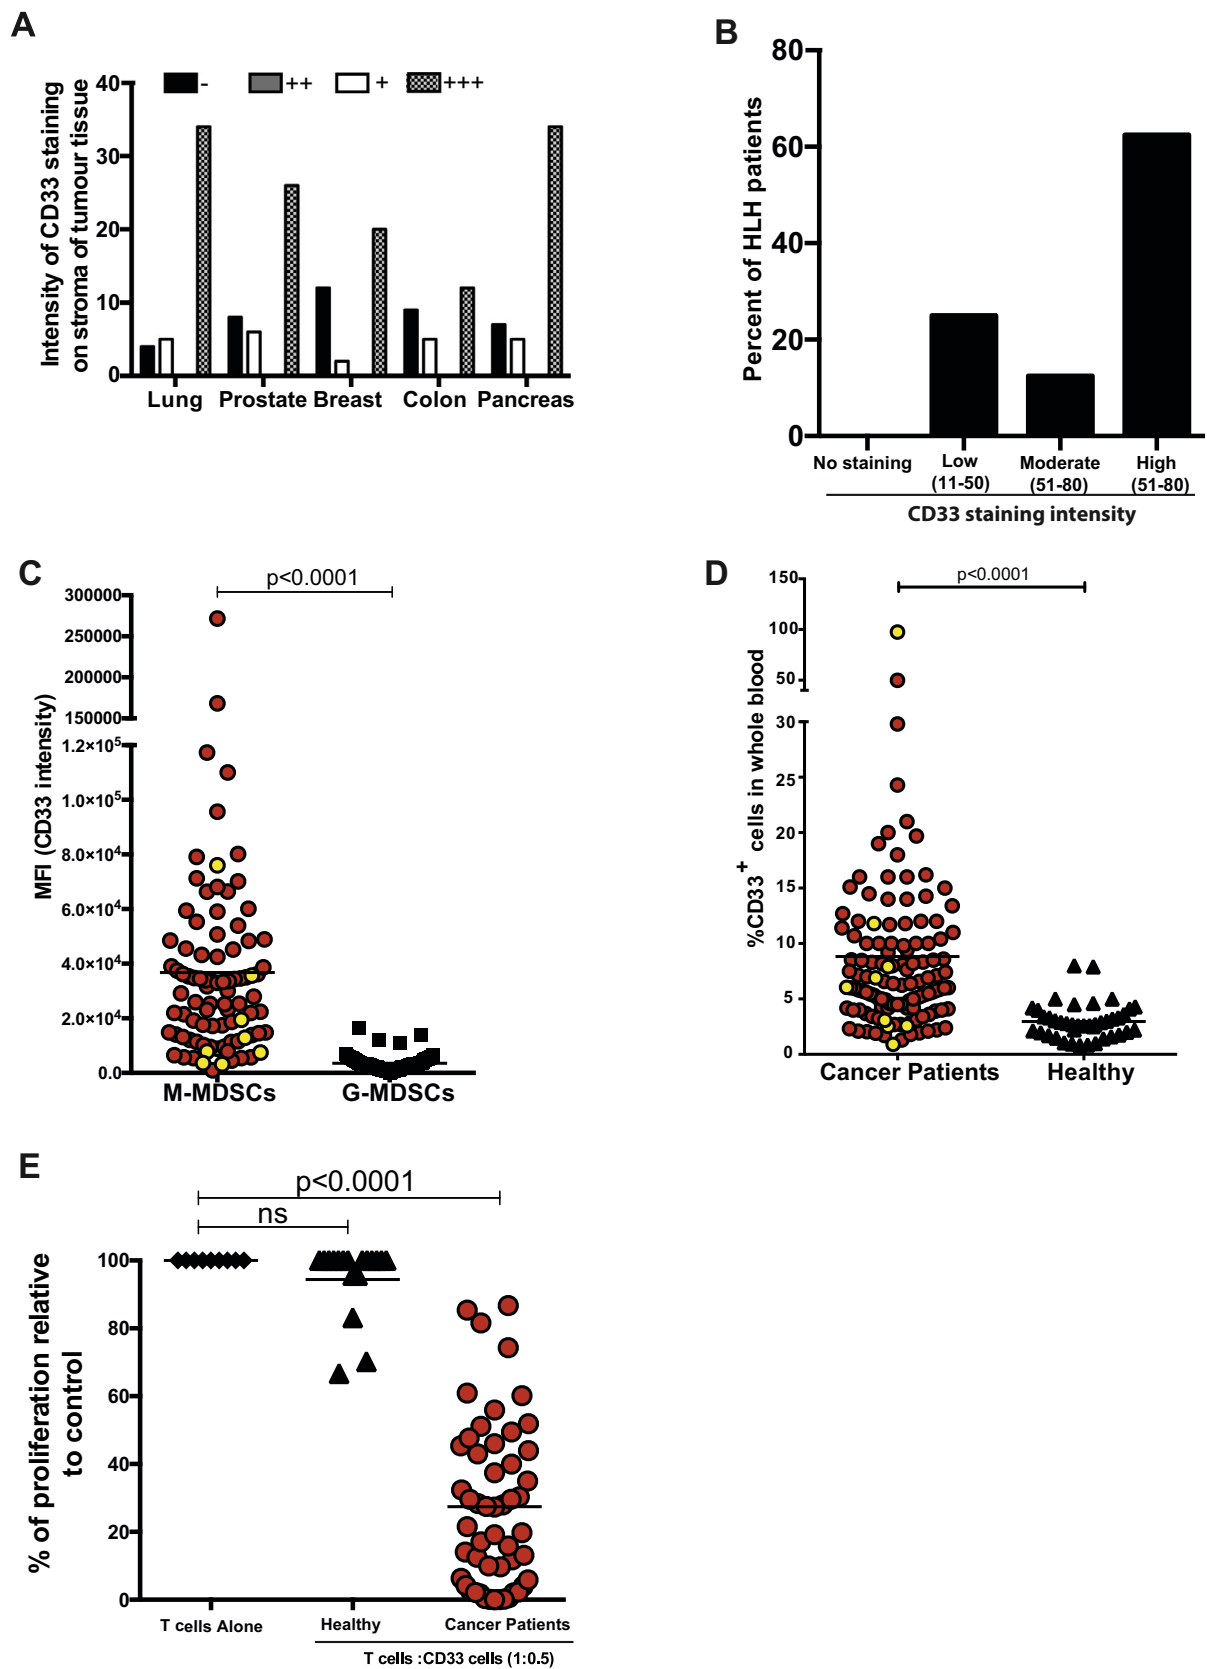 A
Intensity of CD33 staining
on stroma of tumour tissue
- ++ + +++
40
30
20
10
0
Lung Prostate Breast Colon Pancreas
B
Percent of HLH patients
80
60
40
20
0
No staining Low Moderate High
(11-50) (51-80) (51-80)
CD33 staining intensity
C
p<0.0001
MFI (CD33 intensity)
300000
250000
200000
150000
1.2×10⁵
1.0×10⁵
8.0×10⁴
6.0×10⁴
4.0×10⁴
2.0×10⁴
0.0
M-MDSCs G-MDSCs
D
p<0.0001
%CD33⁺ cells in whole blood
150
100
50
30
25
20
15
10
5
0
Cancer Patients Healthy
E
p<0.0001
ns
% of proliferation relative
to control
100
80
60
40
20
0
T cells Alone Healthy Cancer Patients
T cells :CD33 cells (1:0.5)